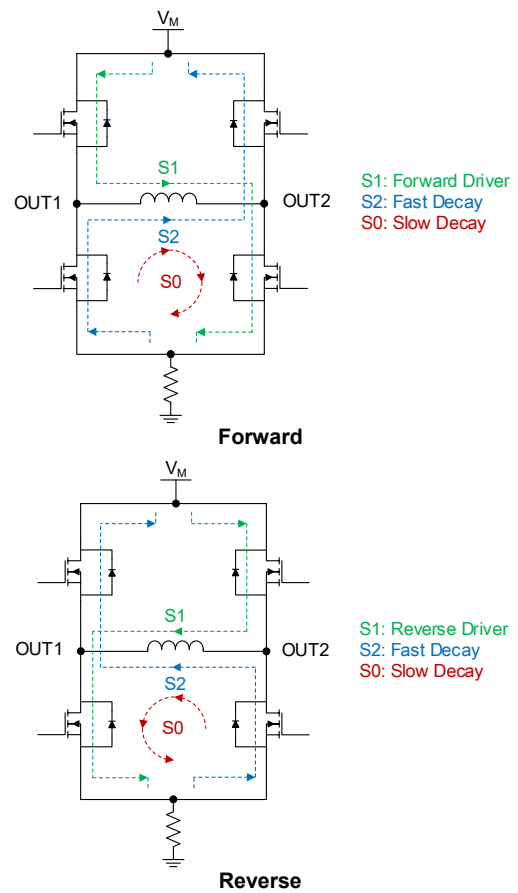 VM
S1
OUT1
OUT2
S2
S0
S1: Forward Driver
S2: Fast Decay
S0: Slow Decay
Forward
VM
S1
OUT1
OUT2
S2
S0
S1: Reverse Driver
S2: Fast Decay
S0: Slow Decay
Reverse